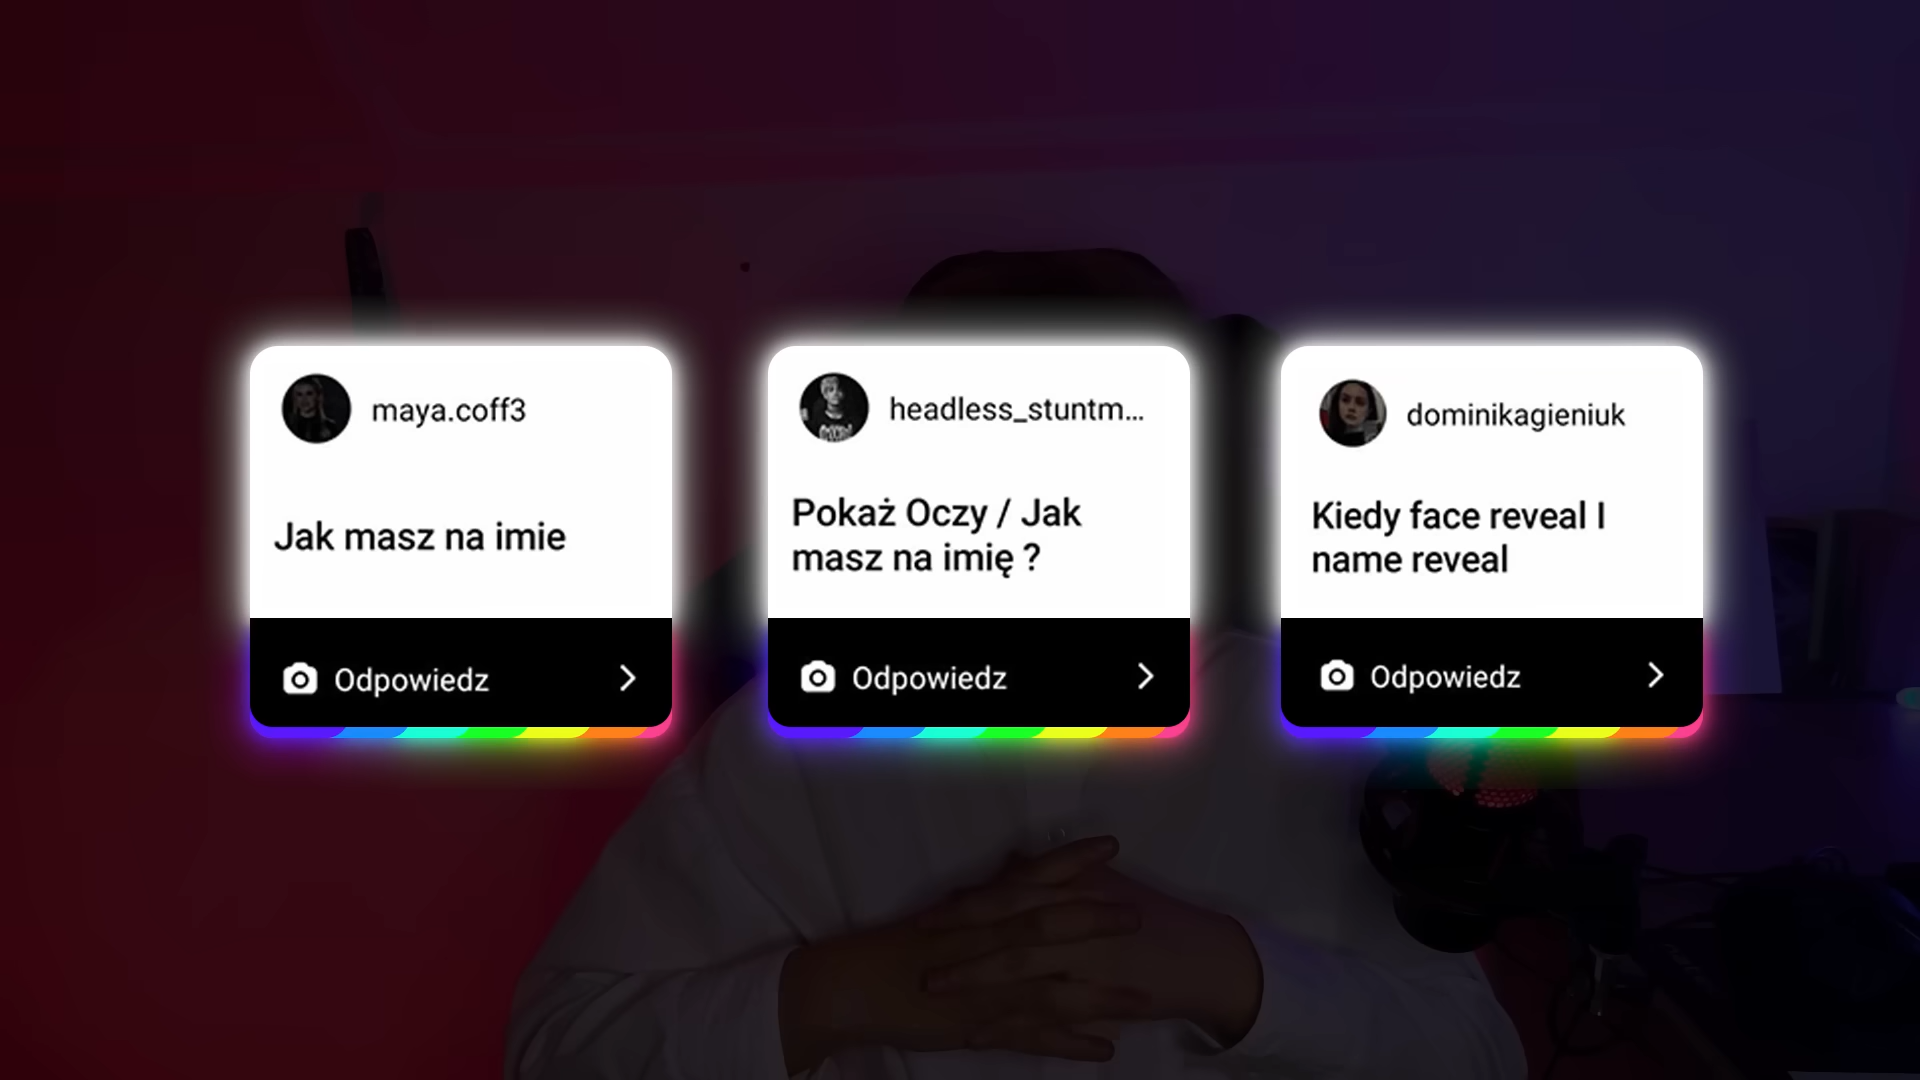 maya.coff3
Jak masz na imie
Odpowiedz
headless_stuntm...
Pokaż Oczy / Jak
masz na imię ?
Odpowiedz
dominikagieniuk
Kiedy face reveal I
name reveal
Odpowiedz